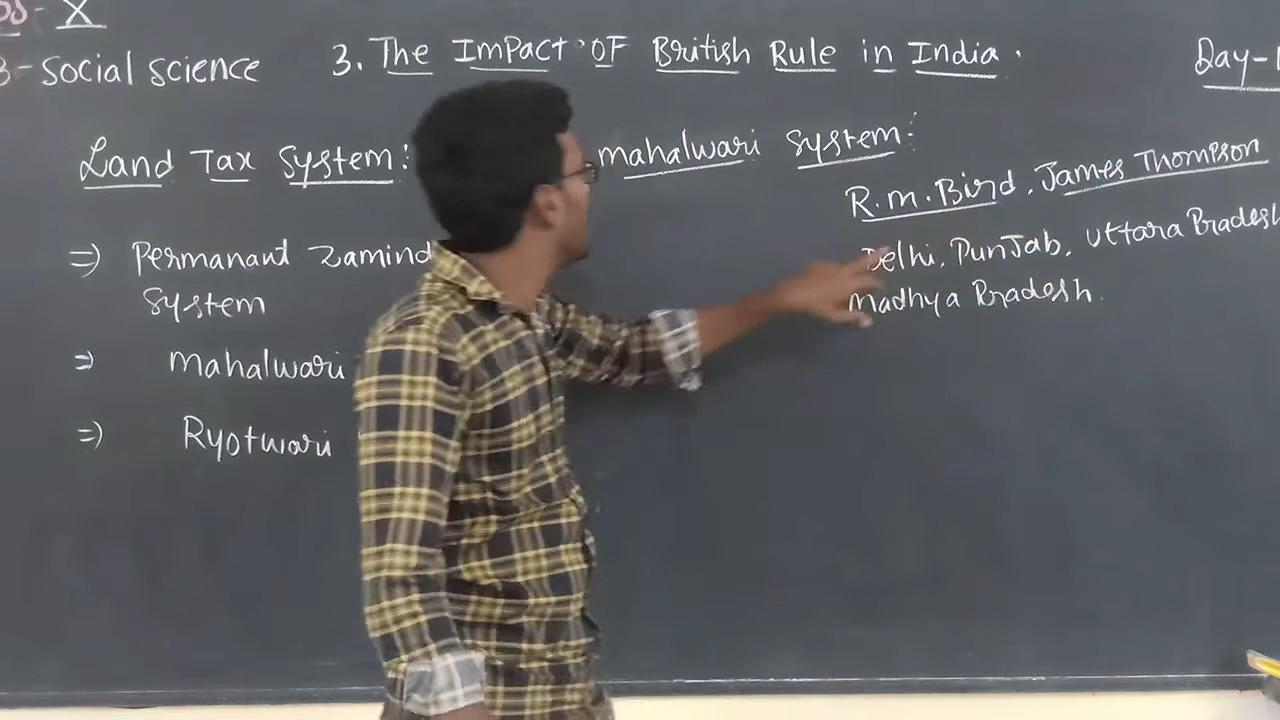 X
Social Science
3. The Impact Of British Rule in India.
Day-
Land Tax System:
⇒ Permanant Zamind
System
⇒ Mahalwari
⇒ Ryotwari
mahalwari System:
R.m.Bird, James Thompson
Delhi, Punjab, Uttara Pradesh
Madhya Pradesh.